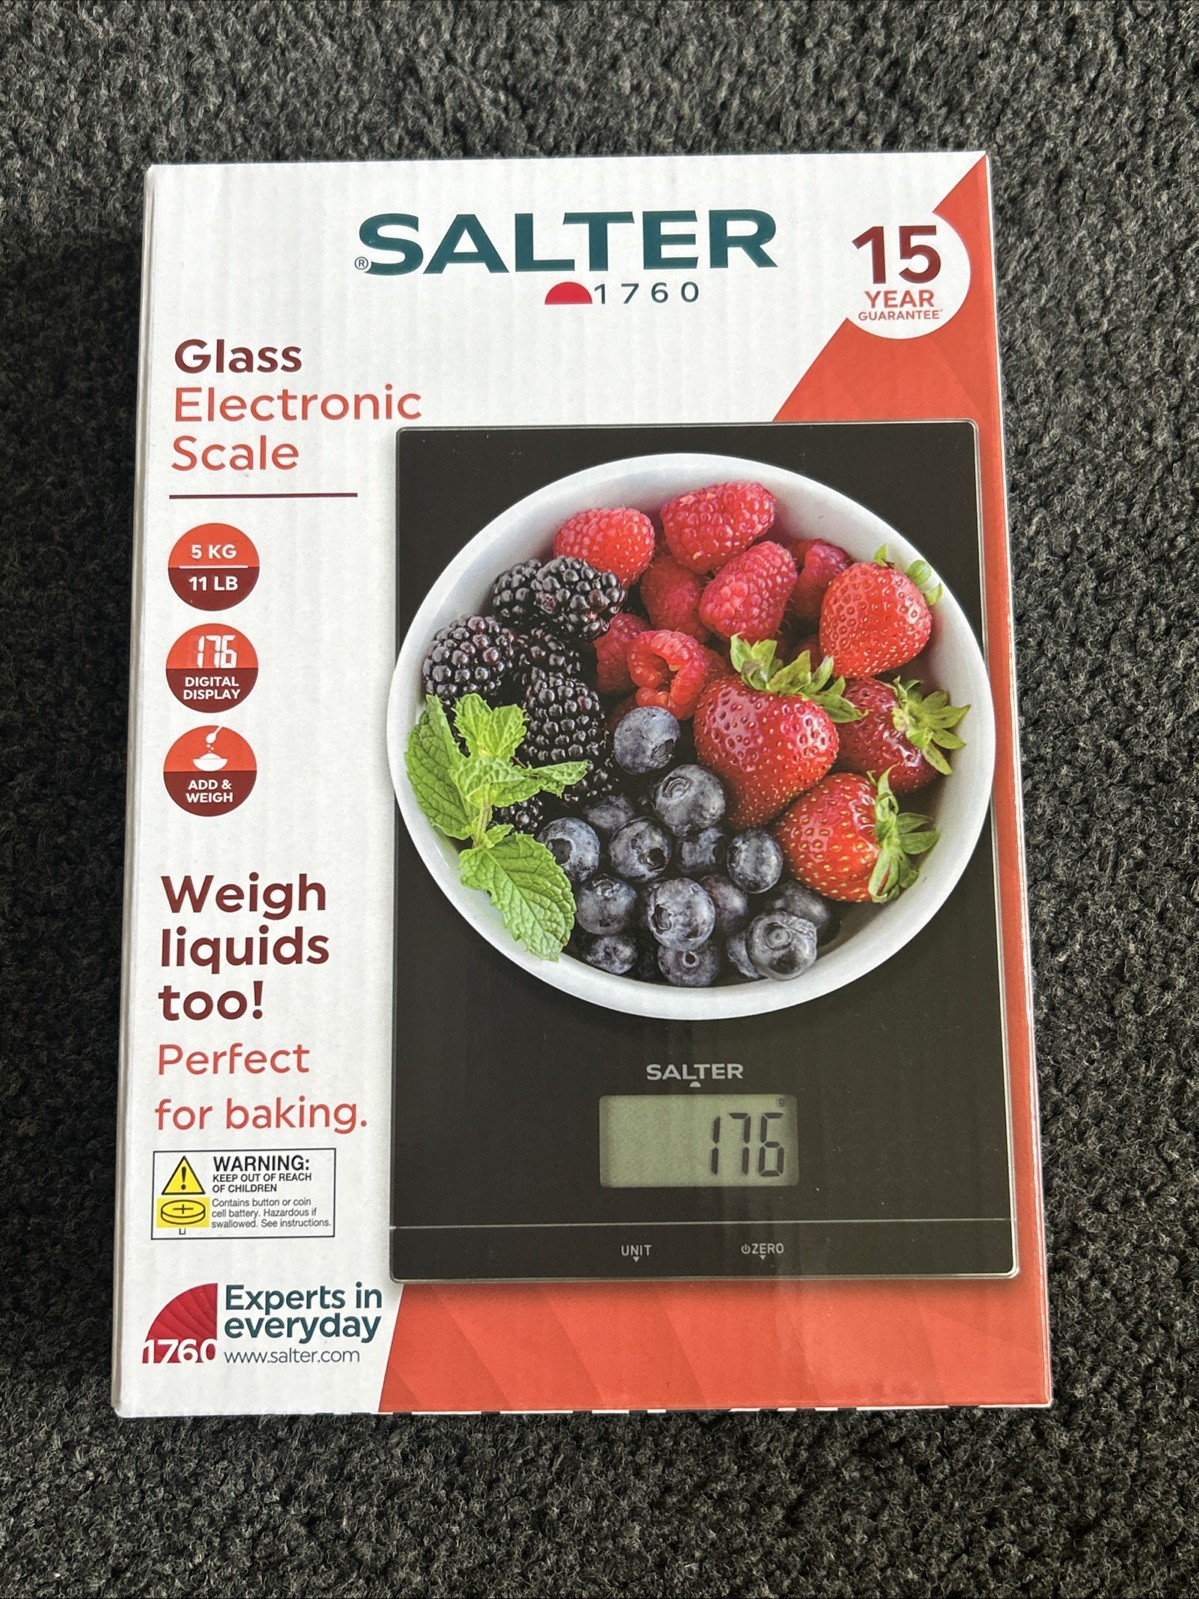 SALTER
®
1760
15
YEAR
GUARANTEE*
Glass
Electronic
Scale
5 KG
11 LB
176
DIGITAL
DISPLAY
ADD &
WEIGH
Weigh
liquids
too!
Perfect
for baking.
WARNING:
KEEP OUT OF REACH
OF CHILDREN
Contains button or coin
cell battery. Hazardous if
swallowed. See instructions.
SALTER
g
176
UNIT
ZERO
1760
Experts in
everyday
www.salter.com